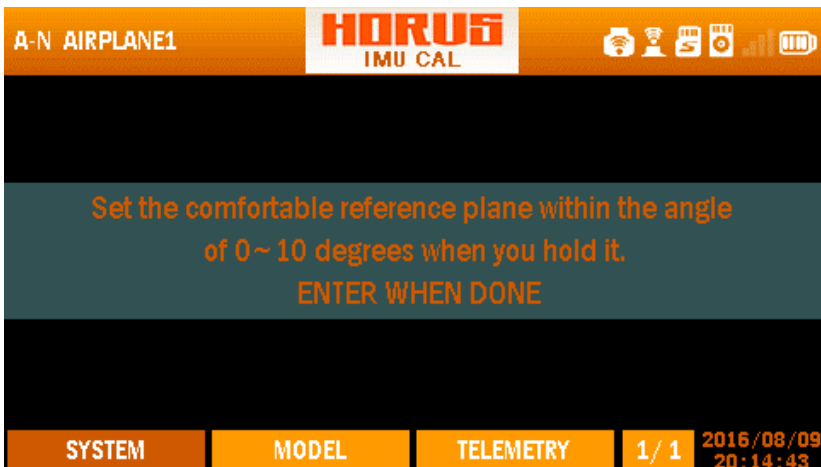 A-N AIRPLANE1
HORUS
IMU CAL
Set the comfortable reference plane within the angle
of 0~10 degrees when you hold it.
ENTER WHEN DONE
SYSTEM
MODEL
TELEMETRY
1/1
2016/08/09
20:14:43